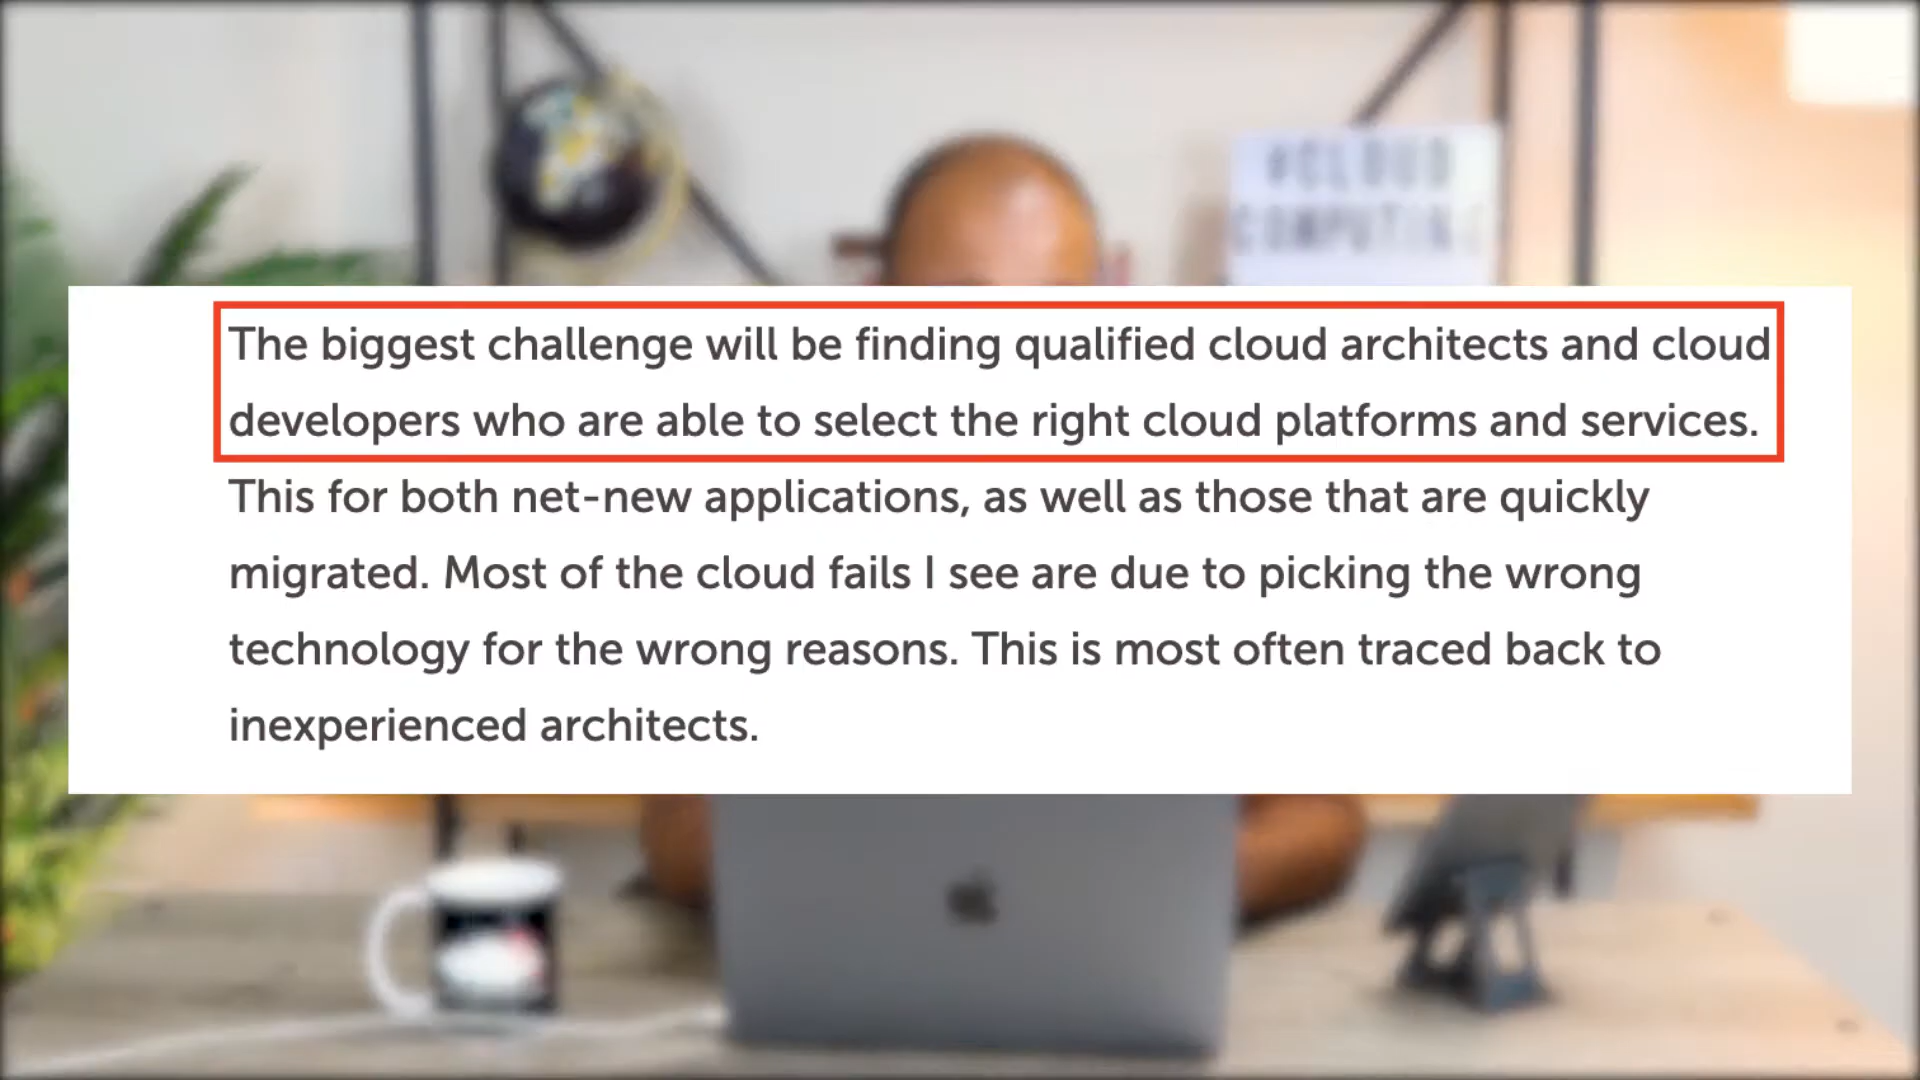 #CLOUD
COMPUTING
The biggest challenge will be finding qualified cloud architects and cloud
developers who are able to select the right cloud platforms and services.
This for both net-new applications, as well as those that are quickly
migrated. Most of the cloud fails I see are due to picking the wrong
technology for the wrong reasons. This is most often traced back to
inexperienced architects.